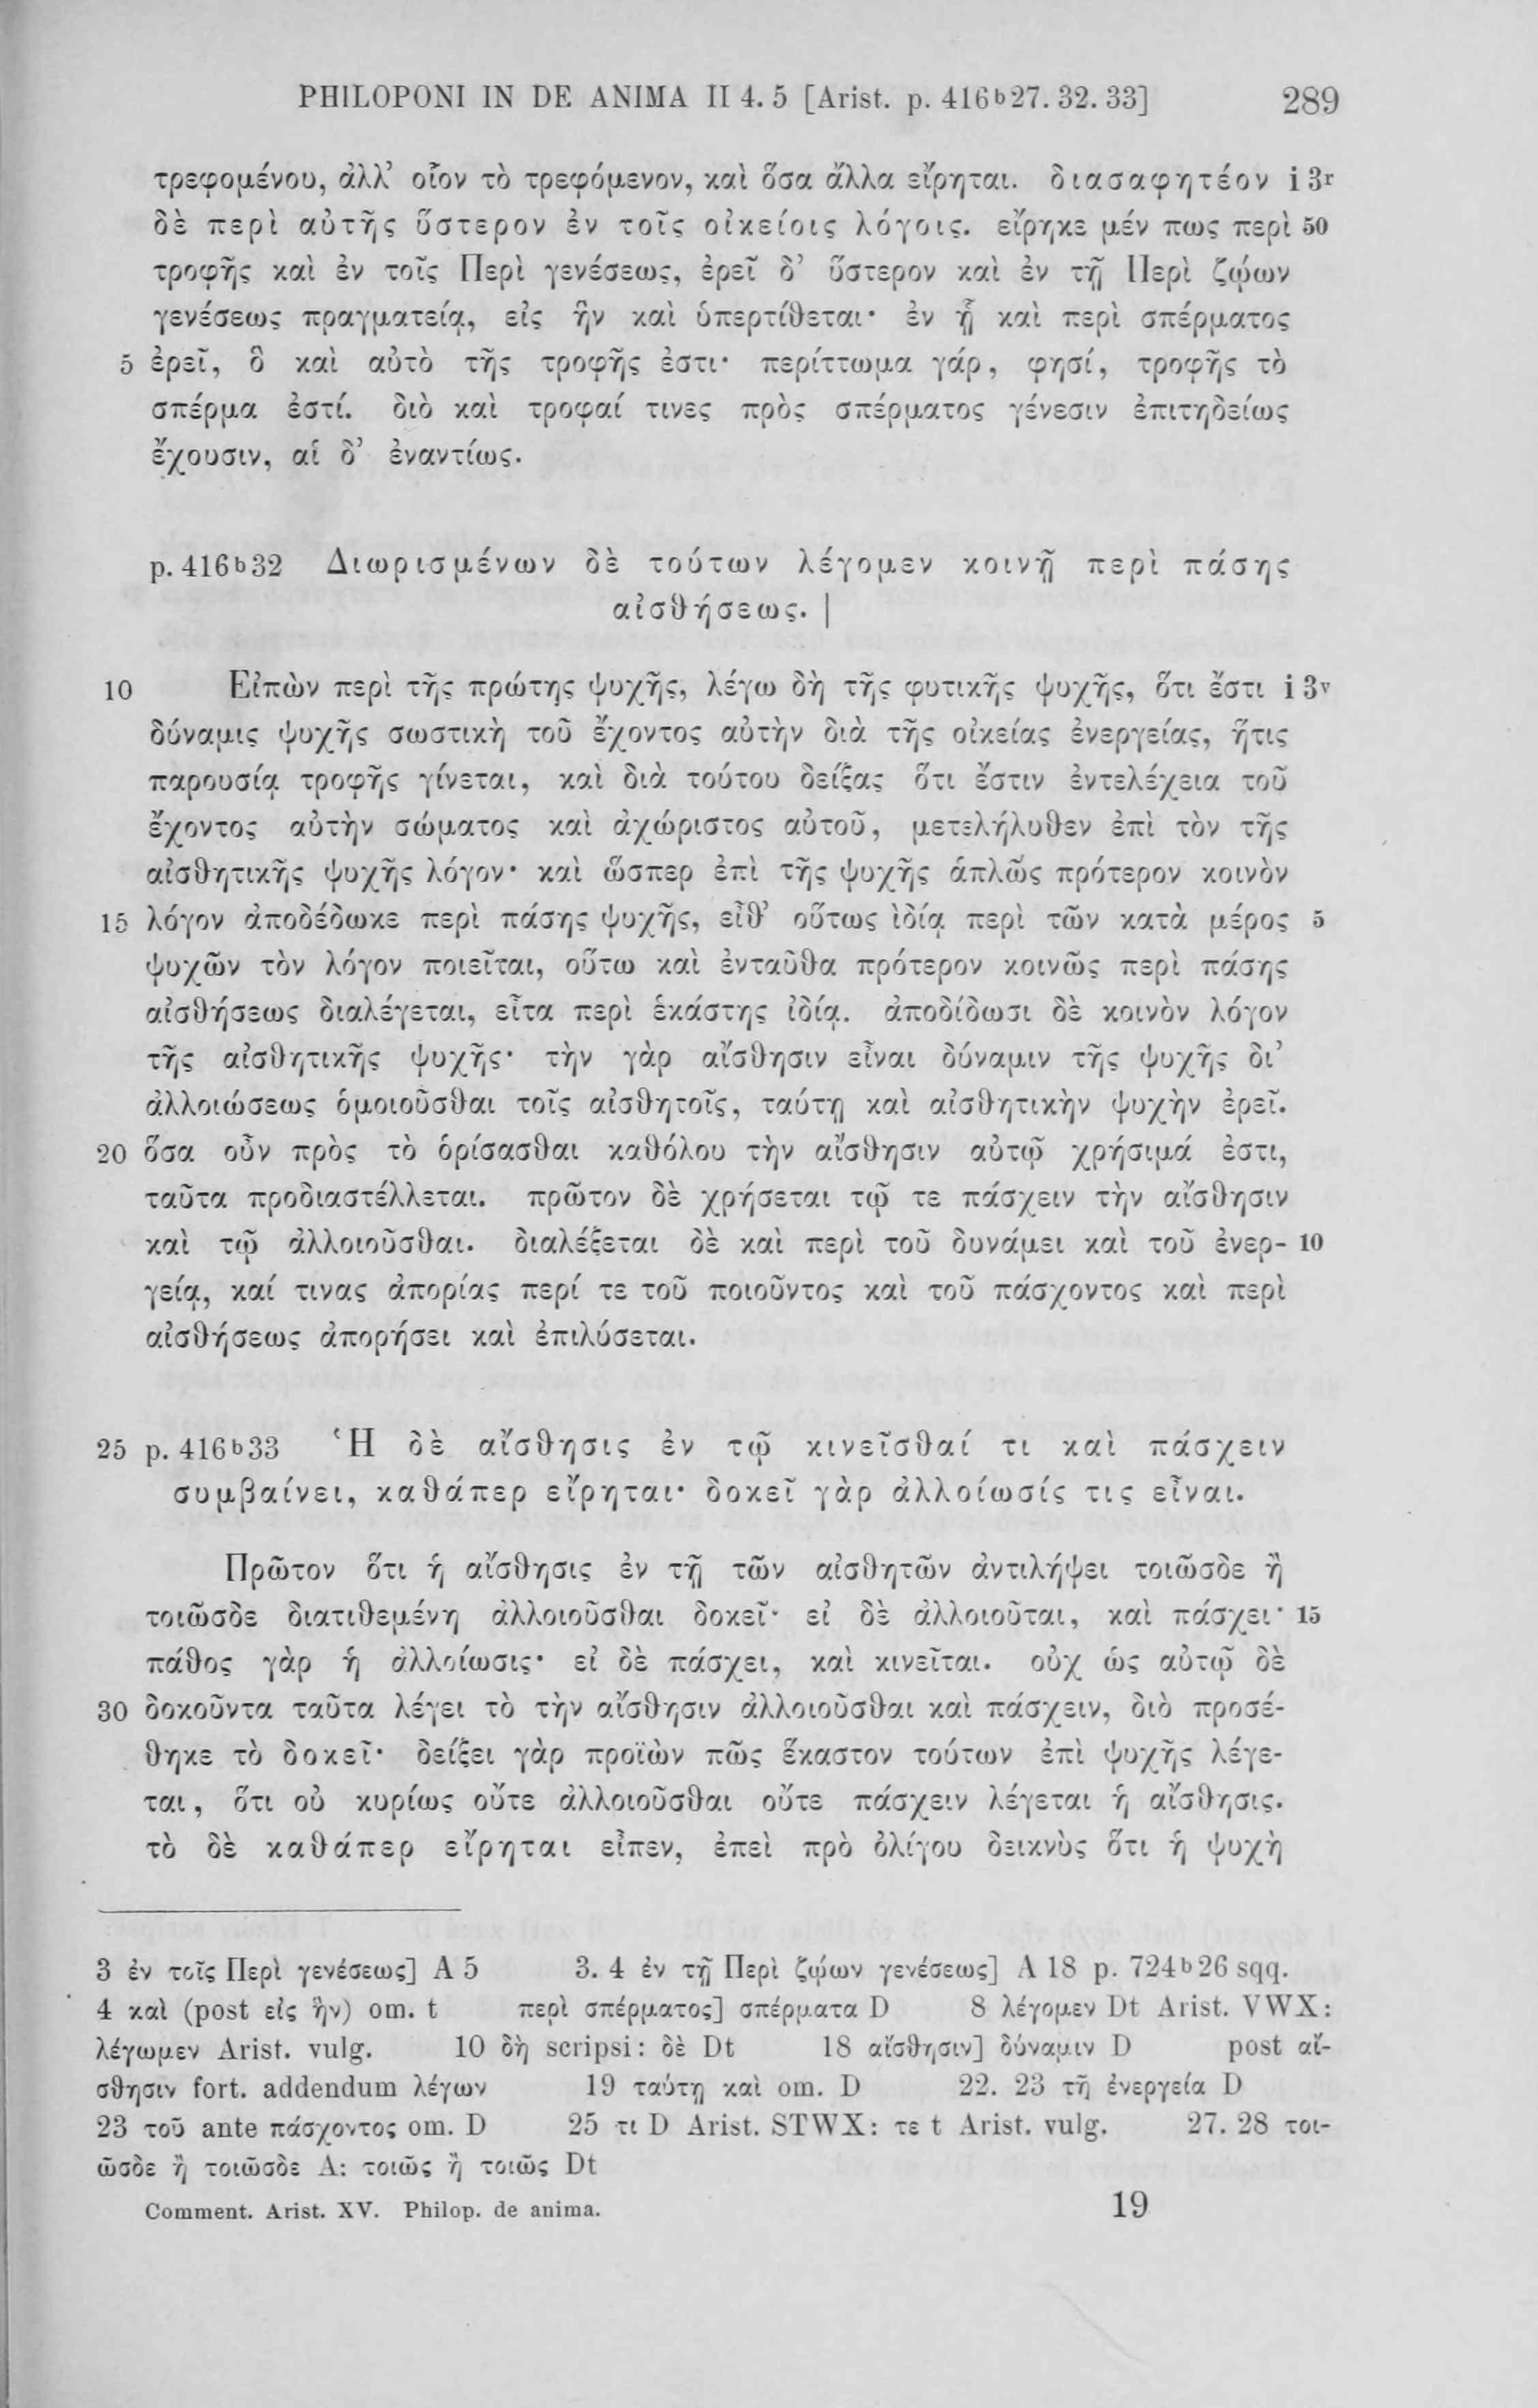 PHILOPONI IN DE ANIMA II 4. 5 [Arist. p. 416b27. 32. 33] 289
τρεφομένου, ἀλλ’ οἷον τὸ τρεφόμενον, καὶ ὅσα ἄλλα εἴρηται. διασαφητέον i 3r
δὲ περὶ αὐτῆς ὕστερον ἐν τοῖς οἰκείοις λόγοις. εἴρηκε μέν πως περὶ 50
τροφῆς καὶ ἐν τοῖς Περὶ γενέσεως, ἐρεῖ δ’ ὕστερον καὶ ἐν τῇ Περὶ ζῴων
γενέσεως πραγματείᾳ, εἰς ἣν καὶ ὑπερτίθεται· ἐν ᾗ καὶ περὶ σπέρματος
5 ἐρεῖ, ὃ καὶ αὐτὸ τῆς τροφῆς ἐστι· περίττωμα γάρ, φησί, τροφῆς τὸ
σπέρμα ἐστί. διὸ καὶ τροφαί τινες πρὸς σπέρματος γένεσιν ἐπιτηδείως
ἔχουσιν, αἱ δ’ ἐναντίως.
p. 416b32 Διωρισμένων δὲ τούτων λέγομεν κοινῇ περὶ πάσης
αἰσθήσεως. |
10 Εἰπὼν περὶ τῆς πρώτης ψυχῆς, λέγω δὴ τῆς φυτικῆς ψυχῆς, ὅτι ἔστι i 3v
δύναμις ψυχῆς σωστικὴ τοῦ ἔχοντος αὐτὴν διὰ τῆς οἰκείας ἐνεργείας, ἥτις
παρουσίᾳ τροφῆς γίνεται, καὶ διὰ τούτου δείξας ὅτι ἔστιν ἐντελέχεια τοῦ
ἔχοντος αὐτὴν σώματος καὶ ἀχώριστος αὐτοῦ, μετελήλυθεν ἐπὶ τὸν τῆς
αἰσθητικῆς ψυχῆς λόγον· καὶ ὥσπερ ἐπὶ τῆς ψυχῆς ἁπλῶς πρότερον κοινὸν
15 λόγον ἀποδέδωκε περὶ πάσης ψυχῆς, εἶθ’ οὕτως ἰδίᾳ περὶ τῶν κατὰ μέρος 5
ψυχῶν τὸν λόγον ποιεῖται, οὕτω καὶ ἐνταῦθα πρότερον κοινῶς περὶ πάσης
αἰσθήσεως διαλέγεται, εἶτα περὶ ἑκάστης ἰδίᾳ. ἀποδίδωσι δὲ κοινὸν λόγον
τῆς αἰσθητικῆς ψυχῆς· τὴν γὰρ αἴσθησιν εἶναι δύναμιν τῆς ψυχῆς δι’
ἀλλοιώσεως ὁμοιοῦσθαι τοῖς αἰσθητοῖς, ταύτῃ καὶ αἰσθητικὴν ψυχὴν ἐρεῖ.
20 ὅσα οὖν πρὸς τὸ ὁρίσασθαι καθόλου τὴν αἴσθησιν αὐτῷ χρήσιμά ἐστι,
ταῦτα προδιαστέλλεται. πρῶτον δὲ χρήσεται τῷ τε πάσχειν τὴν αἴσθησιν
καὶ τῷ ἀλλοιοῦσθαι. διαλέξεται δὲ καὶ περὶ τοῦ δυνάμει καὶ τοῦ ἐνερ- 10
γείᾳ, καί τινας ἀπορίας περί τε τοῦ ποιοῦντος καὶ τοῦ πάσχοντος καὶ περὶ
αἰσθήσεως ἀπορήσει καὶ ἐπιλύσεται.
25 p. 416b33 Ἡ δὲ αἴσθησις ἐν τῷ κινεῖσθαί τι καὶ πάσχειν
συμβαίνει, καθάπερ εἴρηται· δοκεῖ γὰρ ἀλλοίωσίς τις εἶναι.
Πρῶτον ὅτι ἡ αἴσθησις ἐν τῇ τῶν αἰσθητῶν ἀντιλήψει τοιῶσδε ἢ
τοιῶσδε διατιθεμένη ἀλλοιοῦσθαι δοκεῖ· εἰ δὲ ἀλλοιοῦται, καὶ πάσχει· 15
πάθος γὰρ ἡ ἀλλοίωσις· εἰ δὲ πάσχει, καὶ κινεῖται. οὐχ ὡς αὐτῷ δὲ
30 δοκοῦντα ταῦτα λέγει τὸ τὴν αἴσθησιν ἀλλοιοῦσθαι καὶ πάσχειν, διὸ προσέ-
θηκε τὸ δοκεῖ· δείξει γὰρ προϊὼν πῶς ἕκαστον τούτων ἐπὶ ψυχῆς λέγε-
ται, ὅτι οὐ κυρίως οὔτε ἀλλοιοῦσθαι οὔτε πάσχειν λέγεται ἡ αἴσθησις.
τὸ δὲ καθάπερ εἴρηται εἶπεν, ἐπεὶ πρὸ ὀλίγου δεικνὺς ὅτι ἡ ψυχὴ
3 ἐν τοῖς Περὶ γενέσεως] A 5 3. 4 ἐν τῇ Περὶ ζῴων γενέσεως] A 18 p. 724b26 sqq.
4 καὶ (post εἰς ἣν) om. t περὶ σπέρματος] σπέρματα D 8 λέγομεν Dt Arist. VWX:
λέγωμεν Arist. vulg. 10 δὴ scripsi: δὲ Dt 18 αἴσθησιν] δύναμιν D post αἴ-
σθησιν fort. addendum λέγων 19 ταύτῃ καὶ om. D 22. 23 τῇ ἐνεργείᾳ D
23 τοῦ ante πάσχοντος om. D 25 τι D Arist. STWX: τε t Arist. vulg. 27. 28 τοι-
ῶσδε ἢ τοιῶσδε A: τοιῶς ἢ τοιῶς Dt
Comment. Arist. XV. Philop. de anima. 19